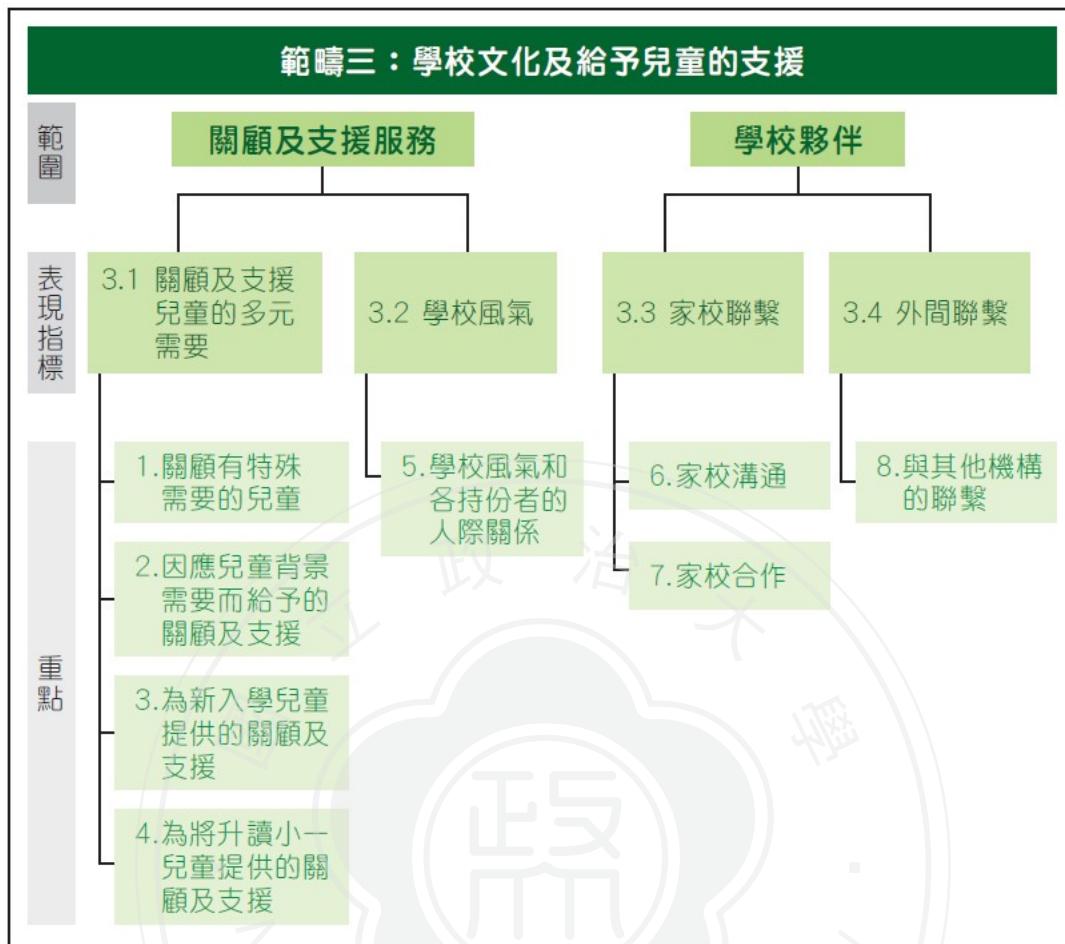 範疇三：學校文化及給予兒童的支援
範圍
關顧及支援服務
學校夥伴
表現指標
3.1 關顧及支援
兒童的多元
需要
3.2 學校風氣
3.3 家校聯繫
3.4 外間聯繫
重點
1.關顧有特殊
需要的兒童
2.因應兒童背景
需要而給予的
關顧及支援
3.為新入學兒童
提供的關顧及
支援
4.為將升讀小一
兒童提供的關
顧及支援
5.學校風氣和
各持份者的
人際關係
6.家校溝通
7.家校合作
8.與其他機構
的聯繫
立政治大學
政